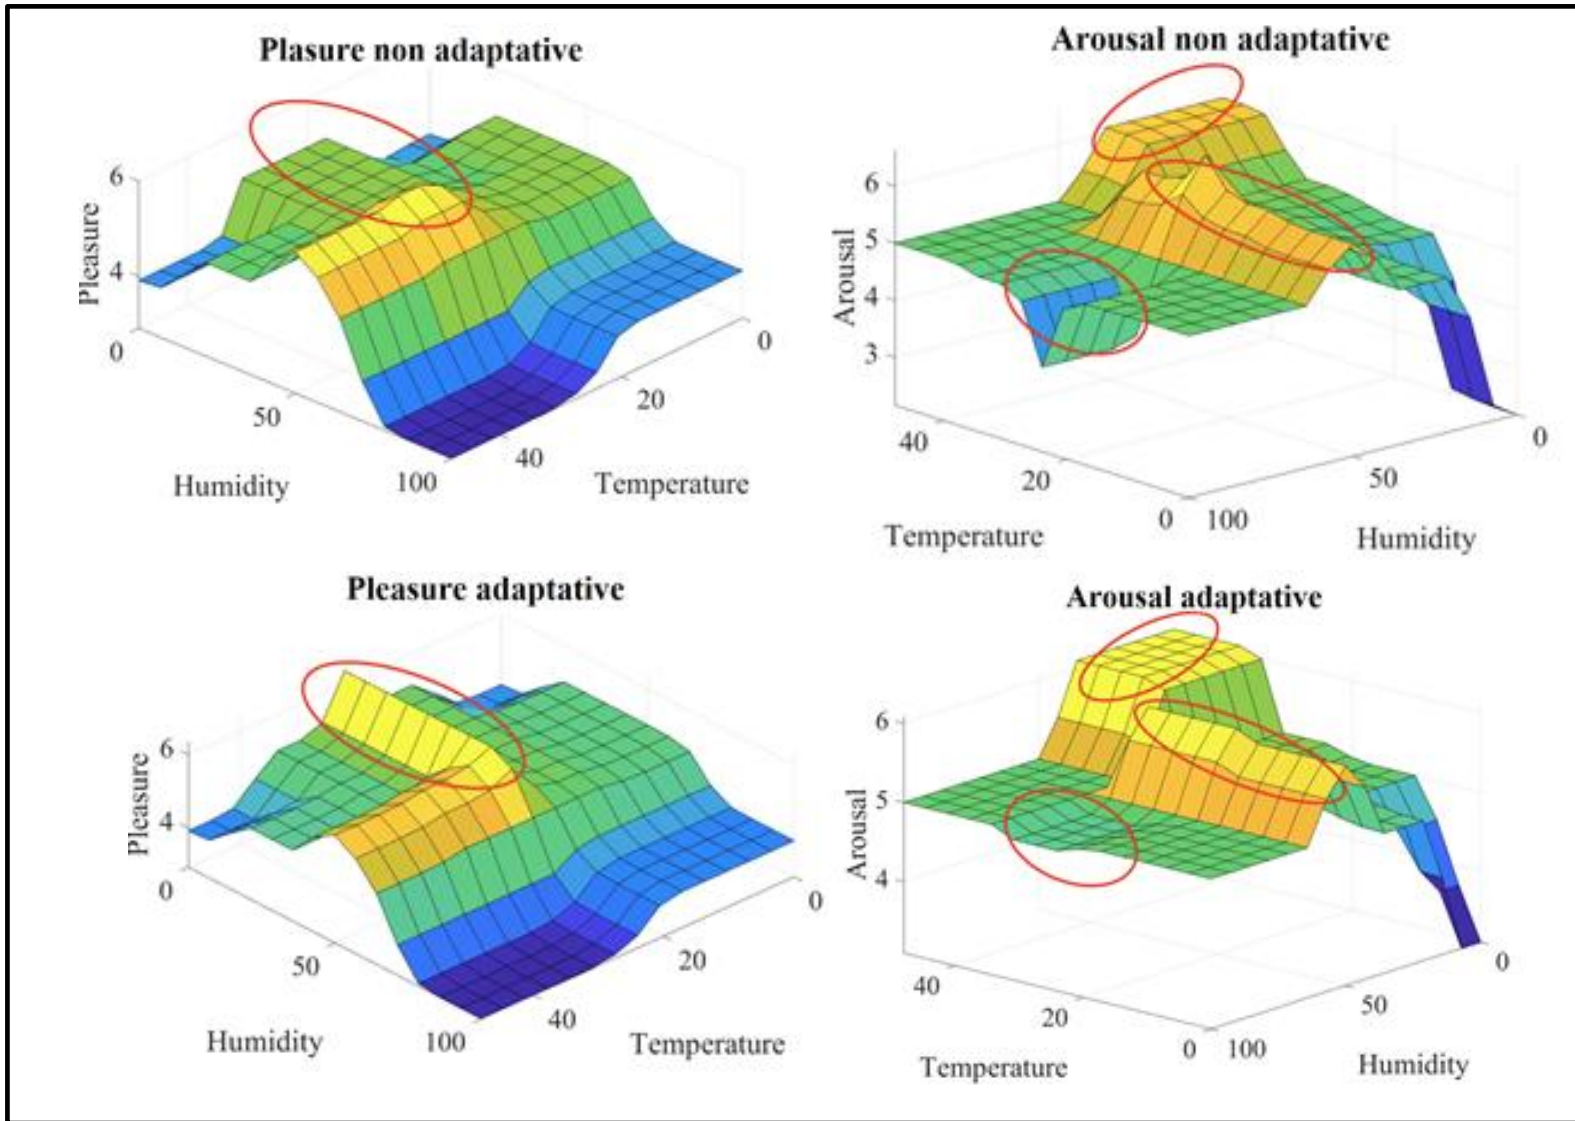 Plasure non adaptative
6
4
Pleasure
0
50
100
Humidity
40
20
0
Temperature
Arousal non adaptative
6
5
4
3
Arousal
40
20
0
Temperature
100
50
0
Humidity
Pleasure adaptative
6
4
Pleasure
0
50
100
Humidity
40
20
0
Temperature
Arousal adaptative
6
5
4
Arousal
40
20
0
Temperature
100
50
0
Humidity